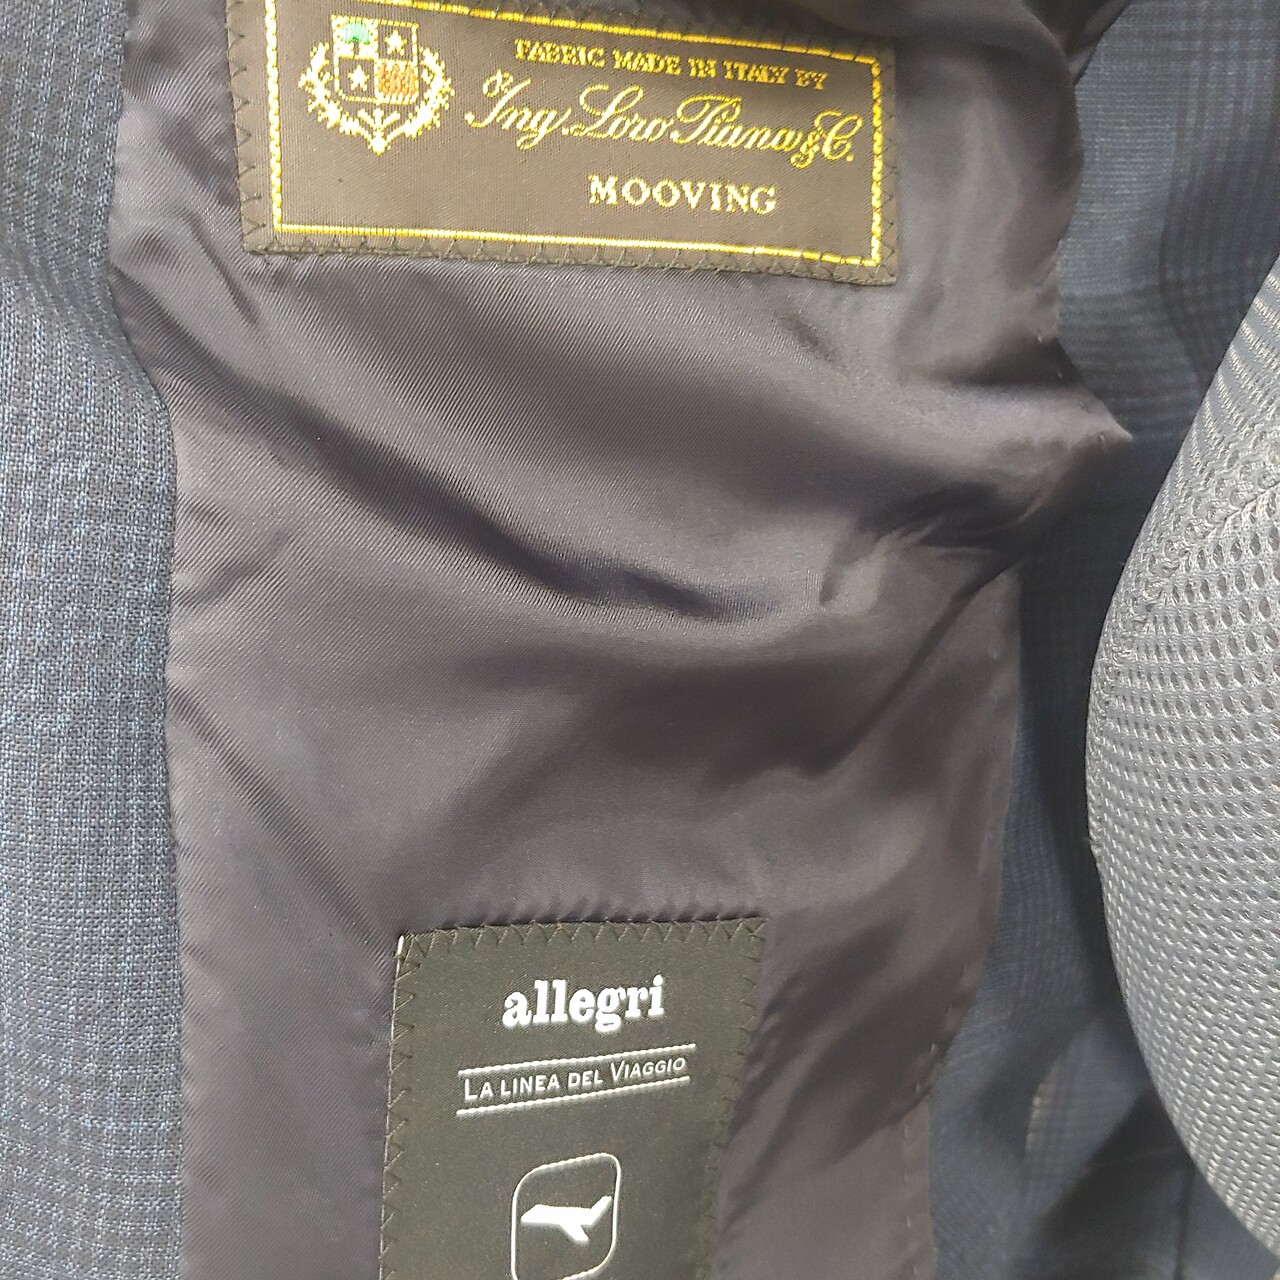 FABRIC MADE IN ITALY BY
Ing Loro Piana & C.
MOOVING
allegri
LA LINEA DEL VIAGGIO